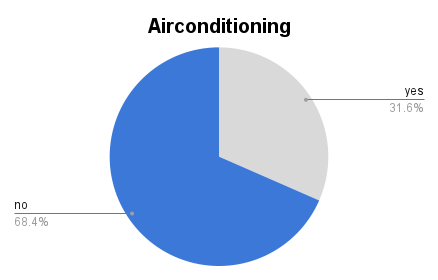 Airconditioning
yes
31.6%
no
68.4%